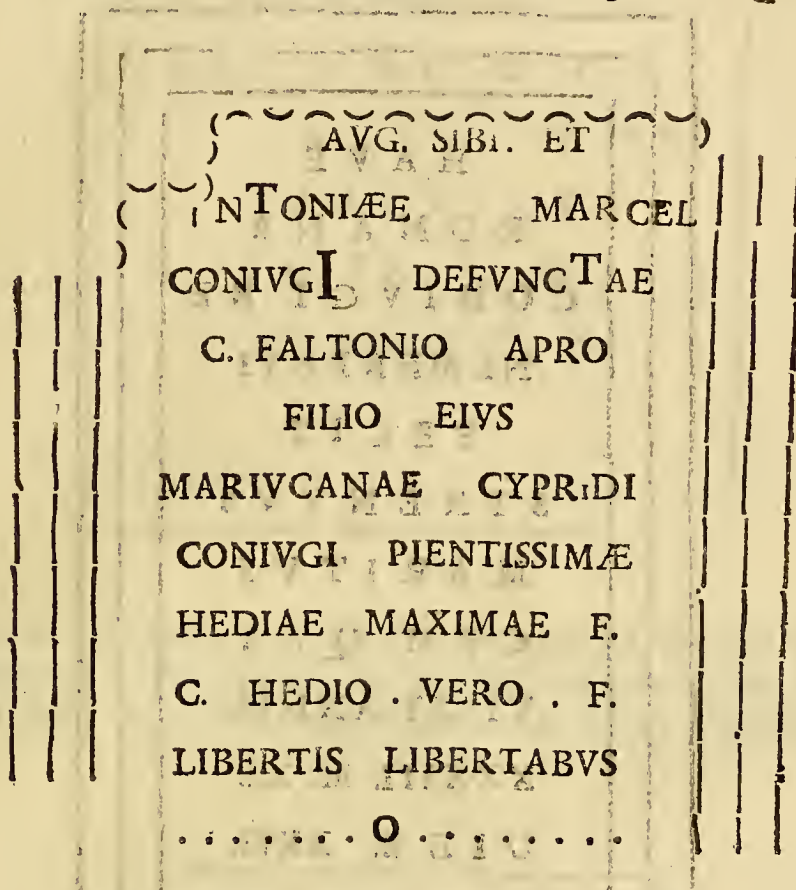 AVG. SIBI. ET
NTONIÆE MARCEL
CONIVGI DEFVNCTAE
C. FALTONIO APRO
FILIO EIVS
MARIVCANAE CYPRIDI
CONIVGI PIENTISSIMÆ
HEDIAE MAXIMAE F.
C. HEDIO . VERO . F.
LIBERTIS LIBERTABVS
. . . . . . . O . . . . . . . .